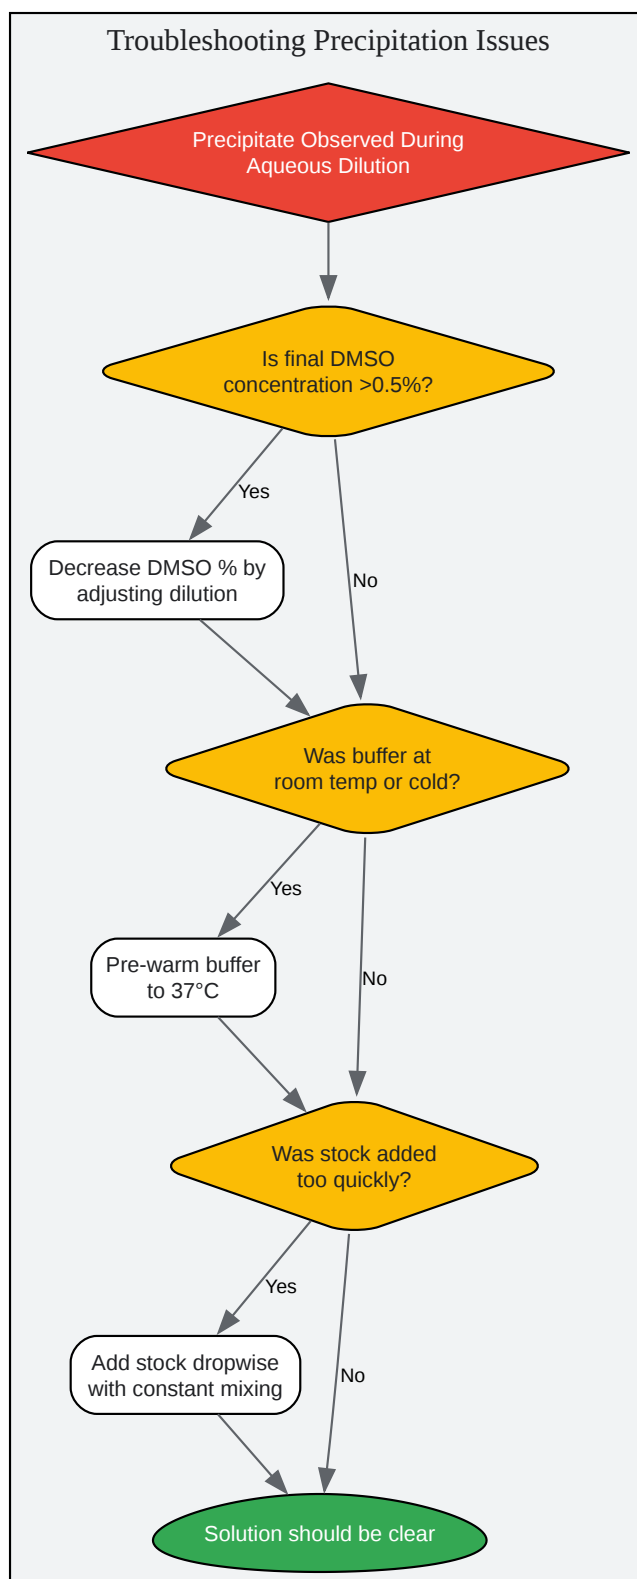 Troubleshooting Precipitation Issues
Precipitate Observed During
Aqueous Dilution
Is final DMSO
concentration >0.5%?
Yes
Decrease DMSO % by
adjusting dilution
No
Was buffer at
room temp or cold?
Yes
Pre-warm buffer
to 37°C
No
Was stock added
too quickly?
Yes
Add stock dropwise
with constant mixing
No
Solution should be clear